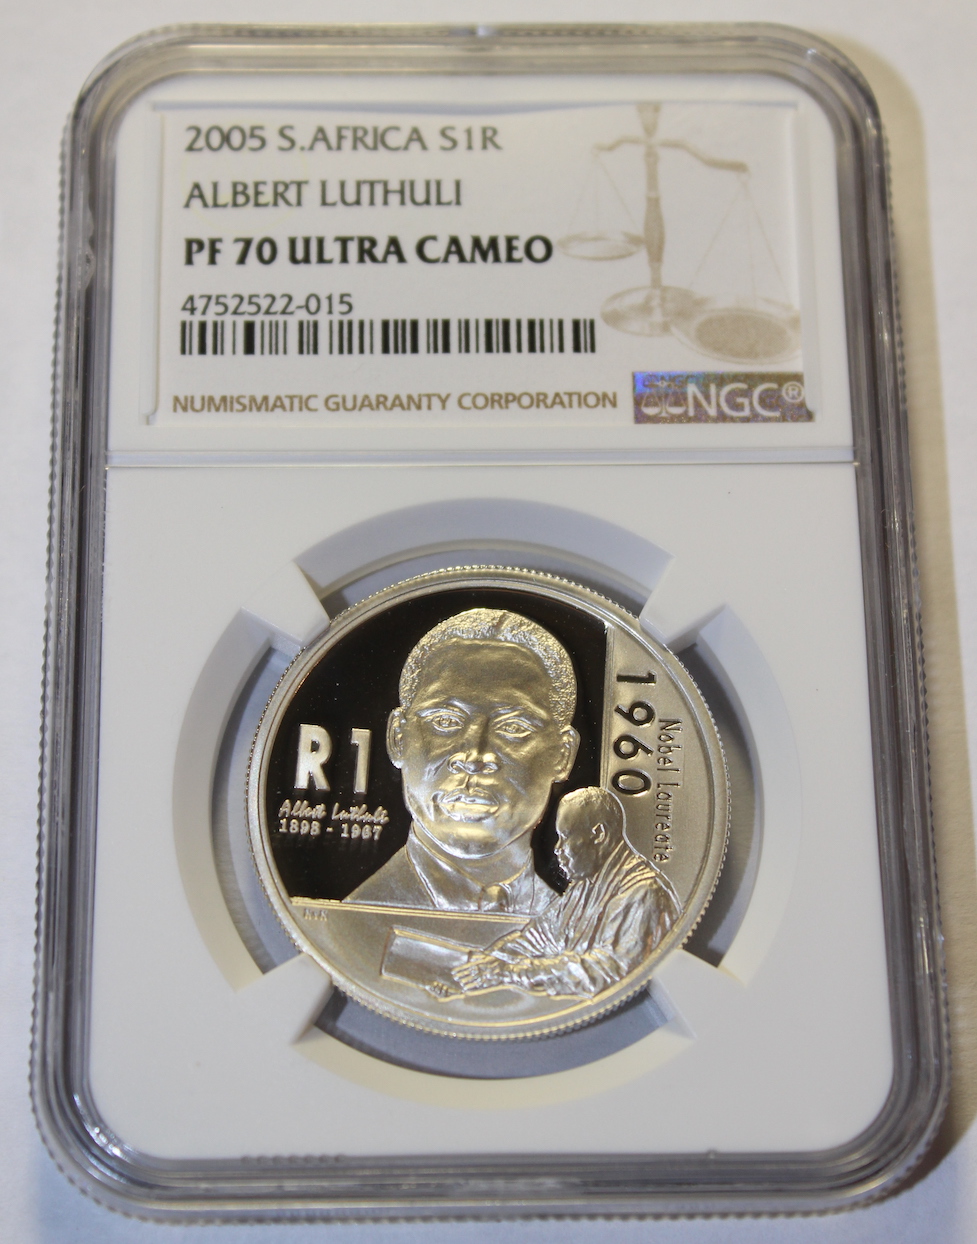 2005 S.AFRICA S1R
ALBERT LUTHULI
PF 70 ULTRA CAMEO
4752522-015
NUMISMATIC GUARANTY CORPORATION
NGC®
R1
Albert Luthuli
1898 - 1967
1960
Nobel Laureate